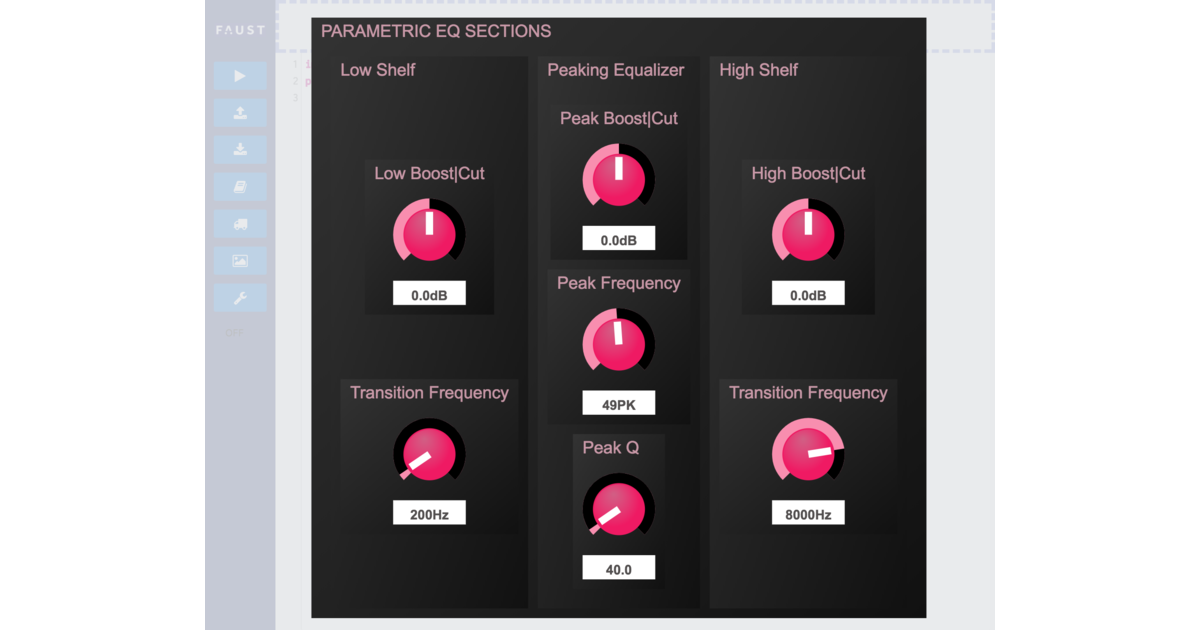 FAUST
PARAMETRIC EQ SECTIONS
Low Shelf
Low Boost|Cut
0.0dB
Transition Frequency
200Hz
Peaking Equalizer
Peak Boost|Cut
0.0dB
Peak Frequency
49PK
Peak Q
40.0
High Shelf
High Boost|Cut
0.0dB
Transition Frequency
8000Hz
1
2
3